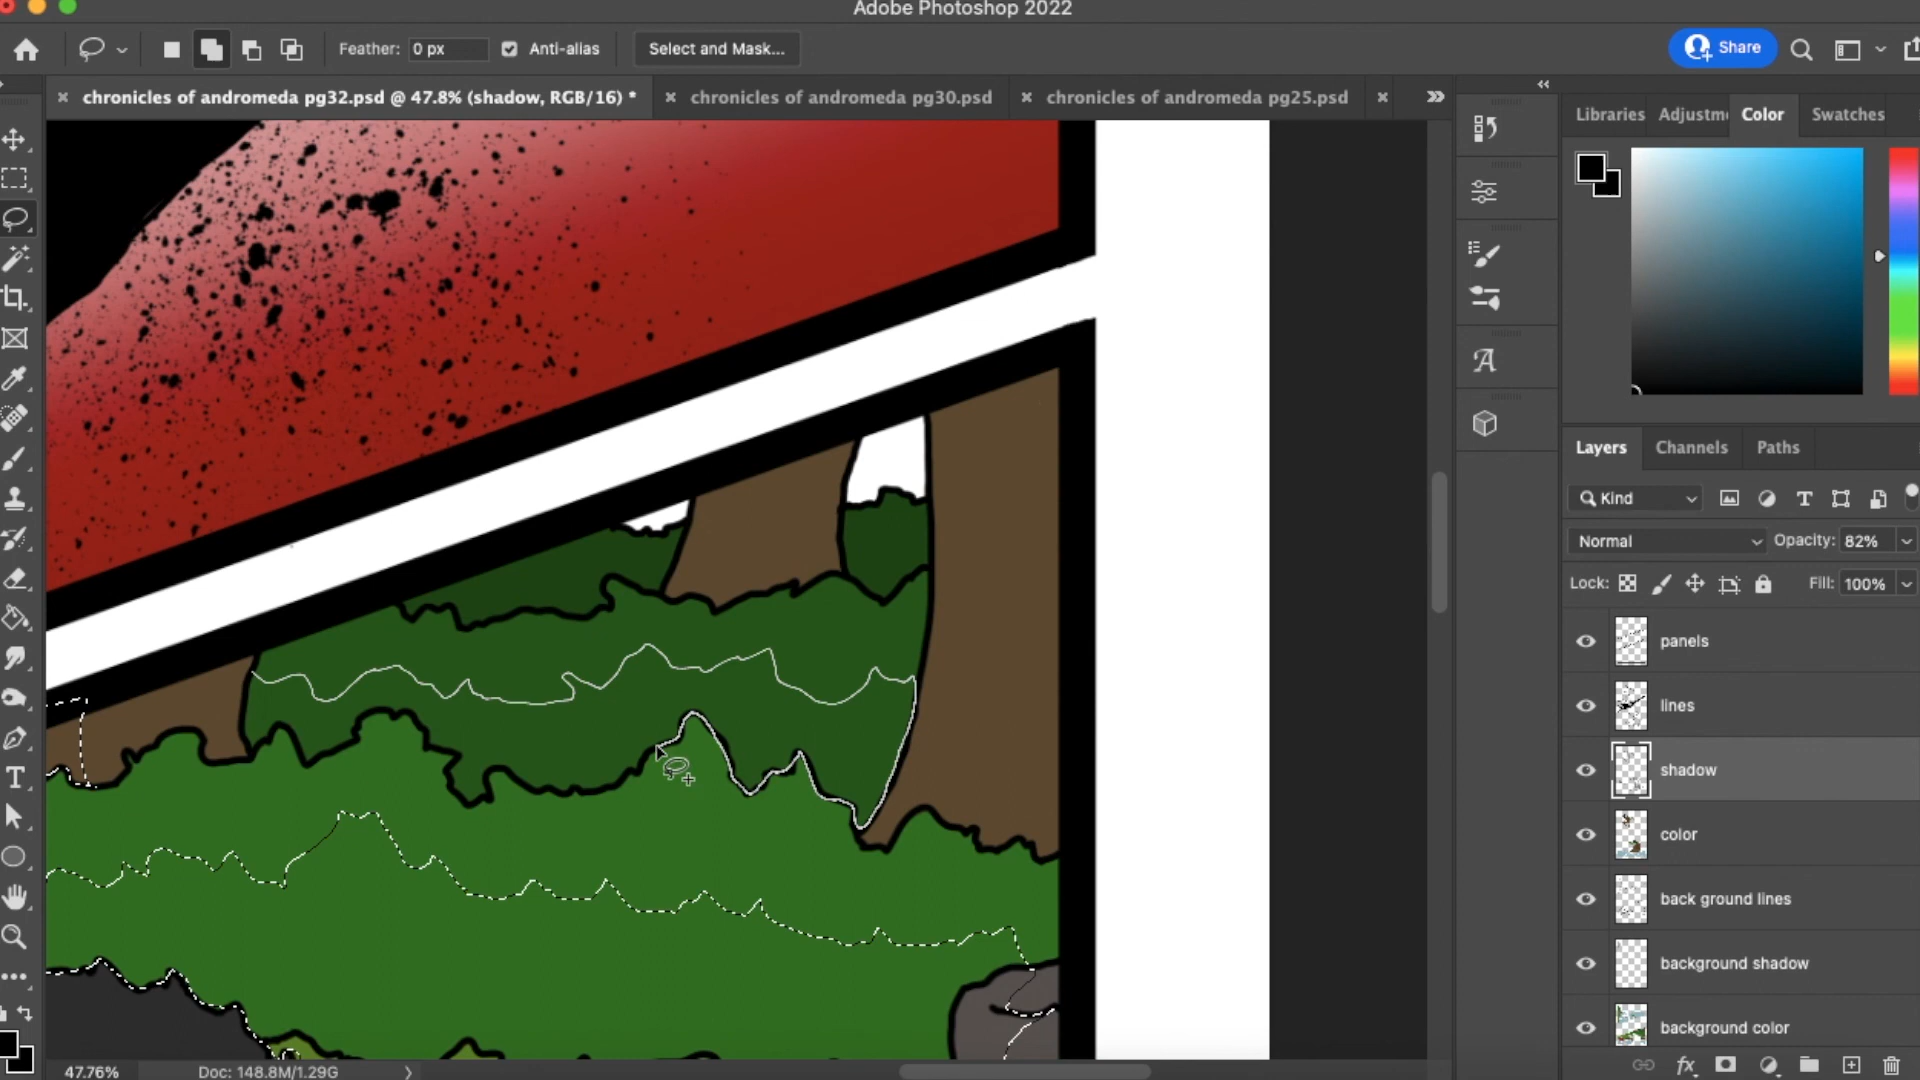 Adobe Photoshop 2022
Feather: 0 px Anti-alias Select and Mask... Share
chronicles of andromeda pg32.psd @ 47.8% (shadow, RGB/16) * chronicles of andromeda pg30.psd chronicles of andromeda pg25.psd
Libraries Adjustm Color Swatches
Layers Channels Paths
Kind
Normal Opacity: 82%
Lock: Fill: 100%
panels
lines
shadow
color
back ground lines
background shadow
background color
47.76% Doc: 148.8M/1.29G